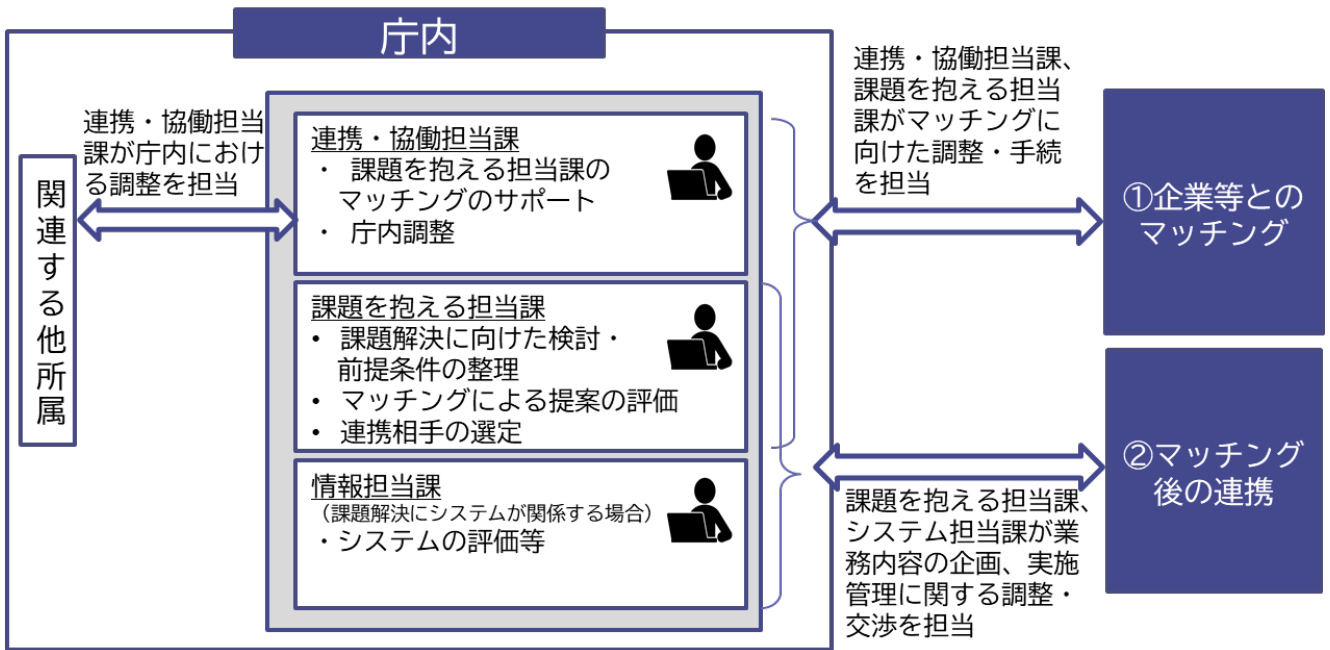 庁内
連携・協働担当
課が庁内におけ
る調整を担当
関連する他所属
連携・協働担当課
・ 課題を抱える担当課の
マッチングのサポート
・ 庁内調整
課題を抱える担当課
• 課題解決に向けた検討・
前提条件の整理
• マッチングによる提案の評価
• 連携相手の選定
情報担当課
（課題解決にシステムが関係する場合）
・システムの評価等
連携・協働担当課、
課題を抱える担当
課がマッチングに
向けた調整・手続
を担当
①企業等との
マッチング
②マッチング
後の連携
課題を抱える担当課、
システム担当課が業
務内容の企画、実施
管理に関する調整・
交渉を担当